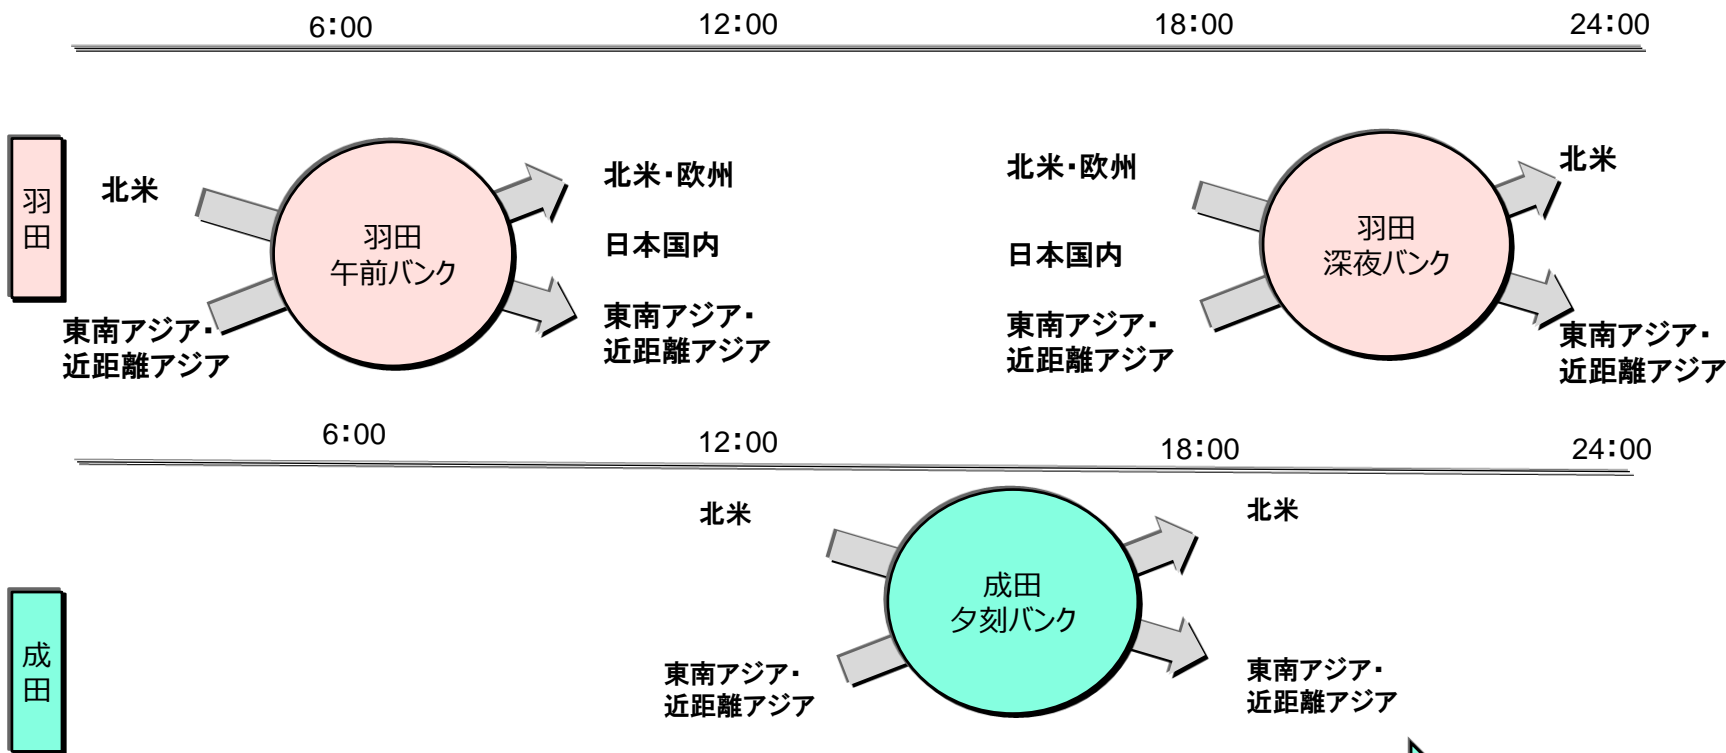 6：00 12：00 18：00 24：00
羽田
北米
東南アジア・
近距離アジア
羽田
午前バンク
北米・欧州
日本国内
東南アジア・
近距離アジア
北米・欧州
日本国内
東南アジア・
近距離アジア
羽田
深夜バンク
北米
東南アジア・
近距離アジア
6：00 12：00 18：00 24：00
成田
北米
東南アジア・
近距離アジア
成田
夕刻バンク
北米
東南アジア・
近距離アジア